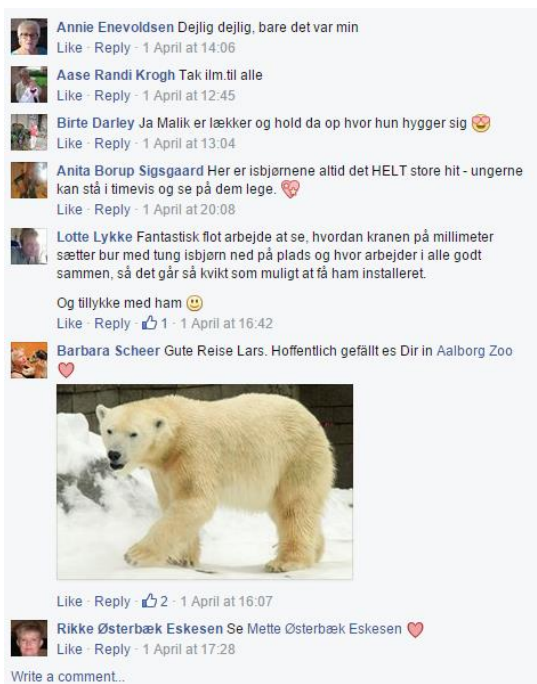 Annie Enevoldsen Dejlig dejlig, bare det var min
Like · Reply · 1 April at 14:06
Aase Randi Krogh Tak ilm.til alle
Like · Reply · 1 April at 12:45
Birte Darley Ja Malik er lækker og hold da op hvor hun hygger sig
Like · Reply · 1 April at 13:04
Anita Borup Sigsgaard Her er isbjørnene altid det HELT store hit - ungerne
kan stå i timevis og se på dem lege.
Like · Reply · 1 April at 20:08
Lotte Lykke Fantastisk flot arbejde at se, hvordan kranen på millimeter
sætter bur med tung isbjørn ned på plads og hvor arbejder i alle godt
sammen, så det går så kvikt som muligt at få ham installeret.
Og tillykke med ham
Like · Reply · 1 · 1 April at 16:42
Barbara Scheer Gute Reise Lars. Hoffentlich gefällt es Dir in Aalborg Zoo
Like · Reply · 2 · 1 April at 16:07
Rikke Østerbæk Eskesen Se Mette Østerbæk Eskesen
Like · Reply · 1 April at 17:28
Write a comment...